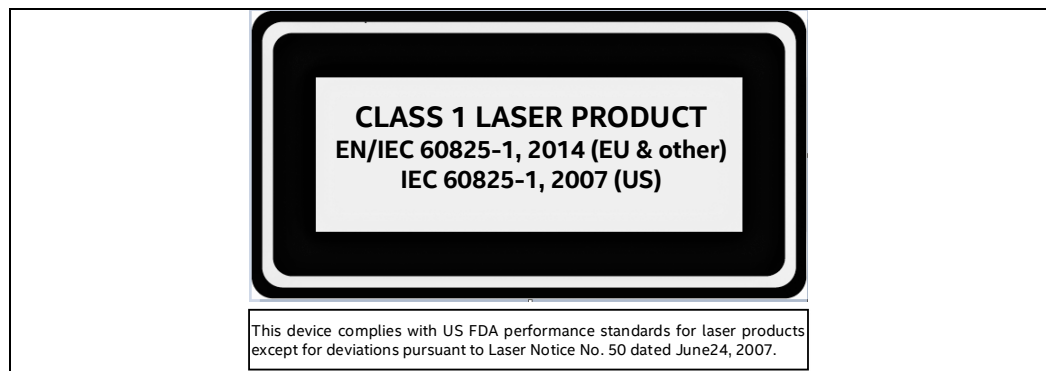 CLASS 1 LASER PRODUCT
EN/IEC 60825-1, 2014 (EU & other)
IEC 60825-1, 2007 (US)
This device complies with US FDA performance standards for laser products
except for deviations pursuant to Laser Notice No. 50 dated June24, 2007.